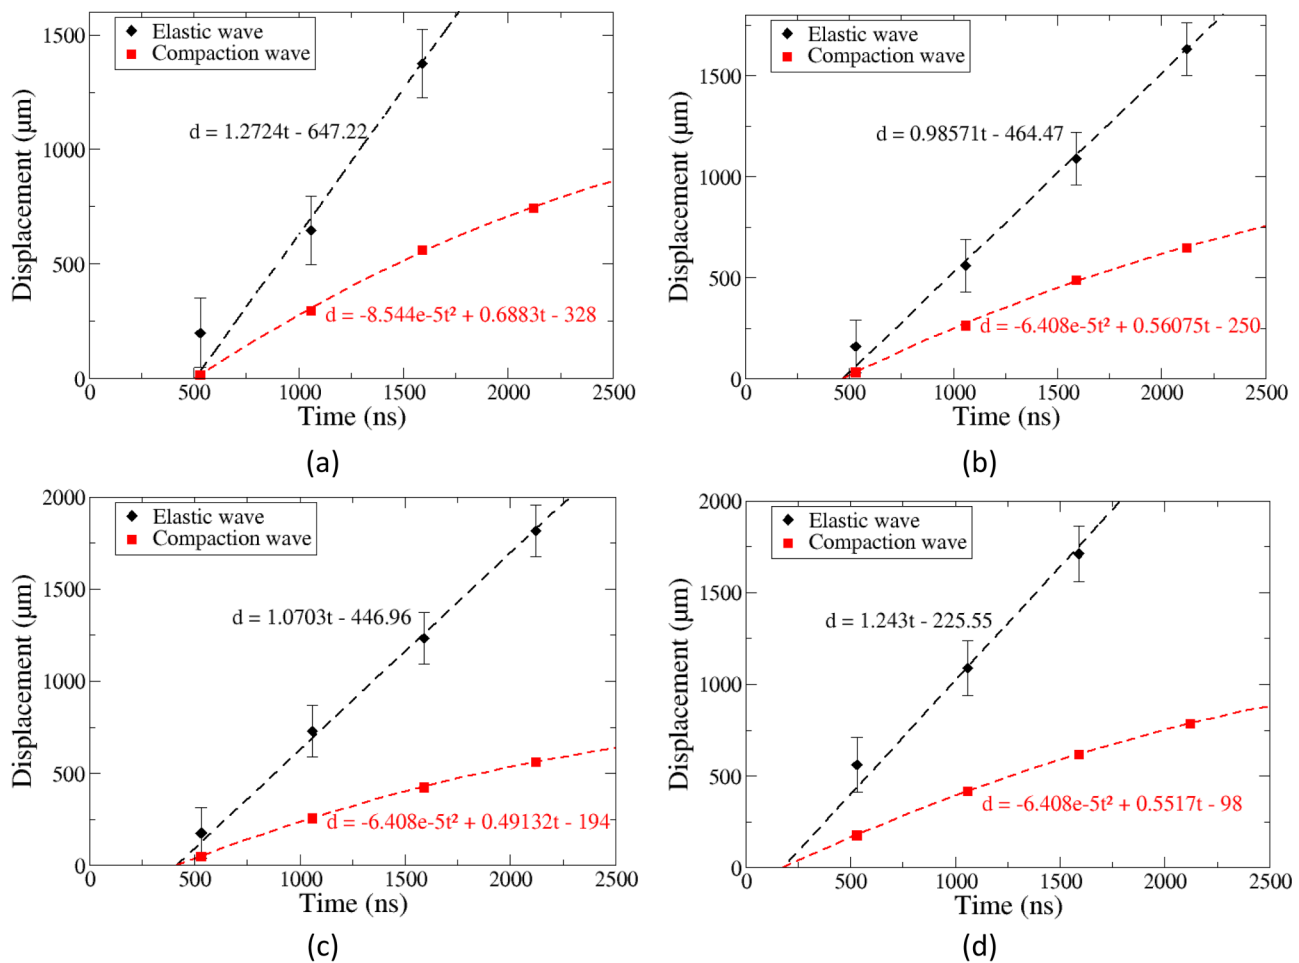 Elastic wave
Compaction wave
d = 1.2724t - 647.22
d = -8.544e-5t² + 0.6883t - 328
Displacement (µm)
1500
1000
500
0
0 500 1000 1500 2000 2500
Time (ns)
(a)
Elastic wave
Compaction wave
d = 0.98571t - 464.47
d = -6.408e-5t² + 0.56075t - 250
Displacement (µm)
1500
1000
500
0
0 500 1000 1500 2000 2500
Time (ns)
(b)
Elastic wave
Compaction wave
d = 1.0703t - 446.96
d = -6.408e-5t² + 0.49132t - 194
Displacement (µm)
2000
1500
1000
500
0
0 500 1000 1500 2000 2500
Time (ns)
(c)
Elastic wave
Compaction wave
d = 1.243t - 225.55
d = -6.408e-5t² + 0.5517t - 98
Displacement (µm)
2000
1500
1000
500
0
0 500 1000 1500 2000 2500
Time (ns)
(d)